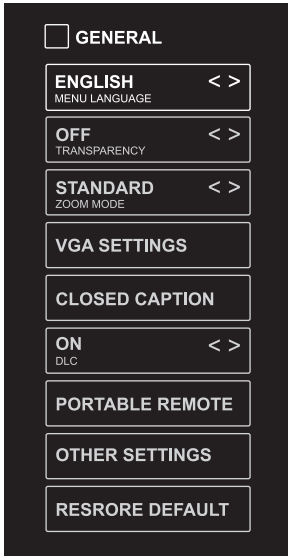 GENERAL
ENGLISH < >
MENU LANGUAGE
OFF < >
TRANSPARENCY
STANDARD < >
ZOOM MODE
VGA SETTINGS
CLOSED CAPTION
ON < >
DLC
PORTABLE REMOTE
OTHER SETTINGS
RESRORE DEFAULT